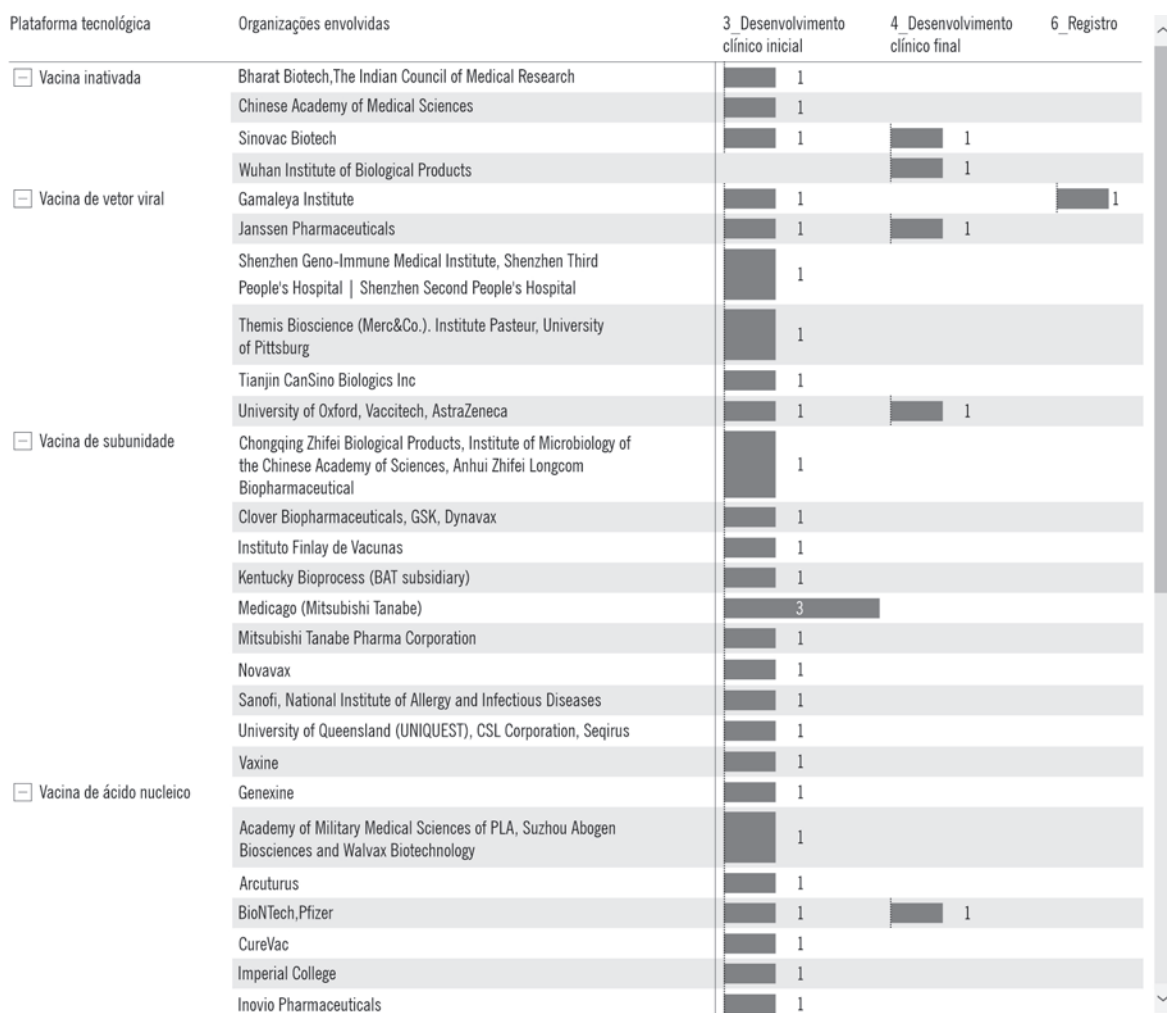 Plataforma tecnológica Organizações envolvidas 3_Desenvolvimento 4_Desenvolvimento 6_Registro
clínico inicial clínico final
Vacina inativada Bharat Biotech,The Indian Council of Medical Research 1
Chinese Academy of Medical Sciences 1
Sinovac Biotech 1 1
Wuhan Institute of Biological Products 1
Vacina de vetor viral Gamaleya Institute 1 1
Janssen Pharmaceuticals 1 1
Shenzhen Geno-Immune Medical Institute, Shenzhen Third
People's Hospital | Shenzhen Second People's Hospital 1
Themis Bioscience (Merc&Co.). Institute Pasteur, University
of Pittsburg 1
Tianjin CanSino Biologics Inc 1
University of Oxford, Vaccitech, AstraZeneca 1 1
Vacina de subunidade Chongqing Zhifei Biological Products, Institute of Microbiology of
the Chinese Academy of Sciences, Anhui Zhifei Longcom 1
Biopharmaceutical
Clover Biopharmaceuticals, GSK, Dynavax 1
Instituto Finlay de Vacunas 1
Kentucky Bioprocess (BAT subsidiary) 1
Medicago (Mitsubishi Tanabe) 3
Mitsubishi Tanabe Pharma Corporation 1
Novavax 1
Sanofi, National Institute of Allergy and Infectious Diseases 1
University of Queensland (UNIQUEST), CSL Corporation, Seqirus 1
Vaxine 1
Vacina de ácido nucleico Genexine 1
Academy of Military Medical Sciences of PLA, Suzhou Abogen
Biosciences and Walvax Biotechnology 1
Arcuturus 1
BioNTech,Pfizer 1 1
CureVac 1
Imperial College 1
Inovio Pharmaceuticals 1